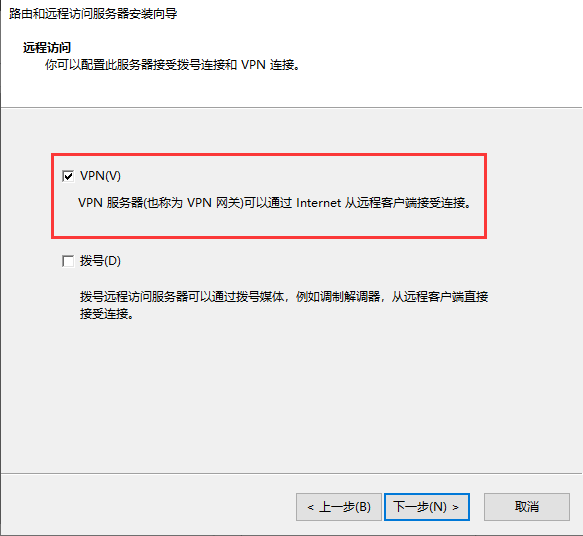 路由和远程访问服务器安装向导
远程访问
你可以配置此服务器接受拨号连接和 VPN 连接。
VPN(V)
VPN 服务器(也称为 VPN 网关)可以通过 Internet 从远程客户端接受连接。
拨号(D)
拨号远程访问服务器可以通过拨号媒体，例如调制解调器，从远程客户端直接
接受连接。
< 上一步(B) 下一步(N) > 取消